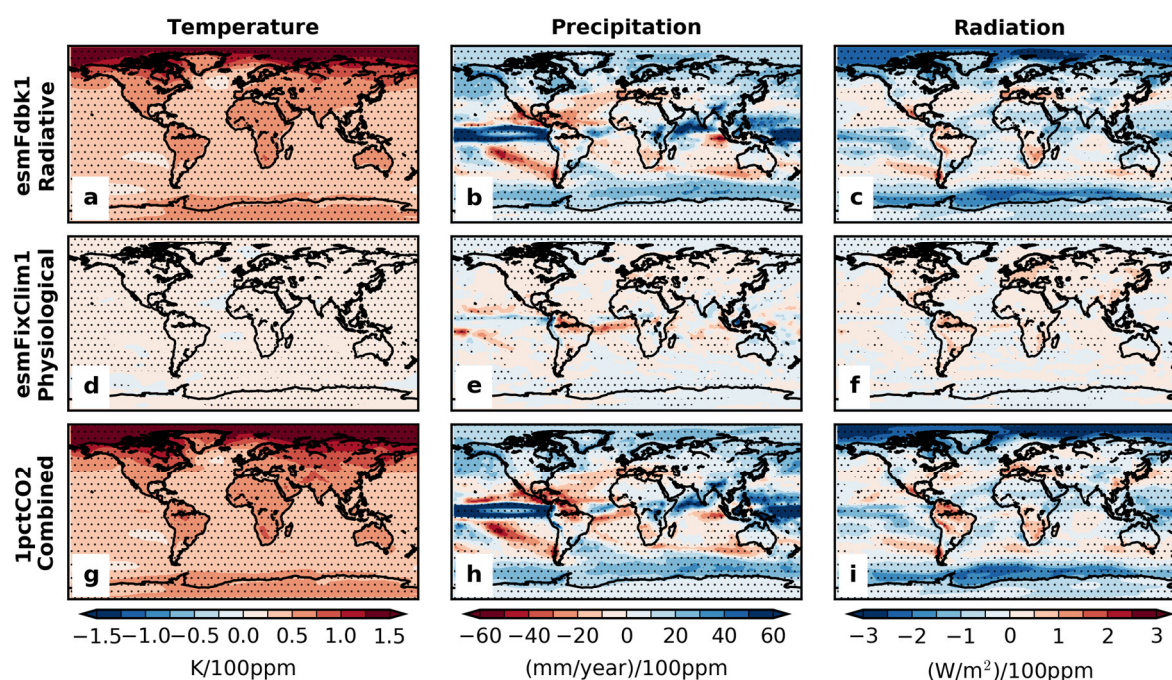 Temperature Precipitation Radiation
esmFdbk1
Radiative
a b c
esmFixClim1
Physiological
d e f
1pctCO2
Combined
g h i
−1.5 −1.0 −0.5 0.0 0.5 1.0 1.5 −60 −40 −20 0 20 40 60 −3 −2 −1 0 1 2 3
K/100ppm (mm/year)/100ppm (W/m²)/100ppm